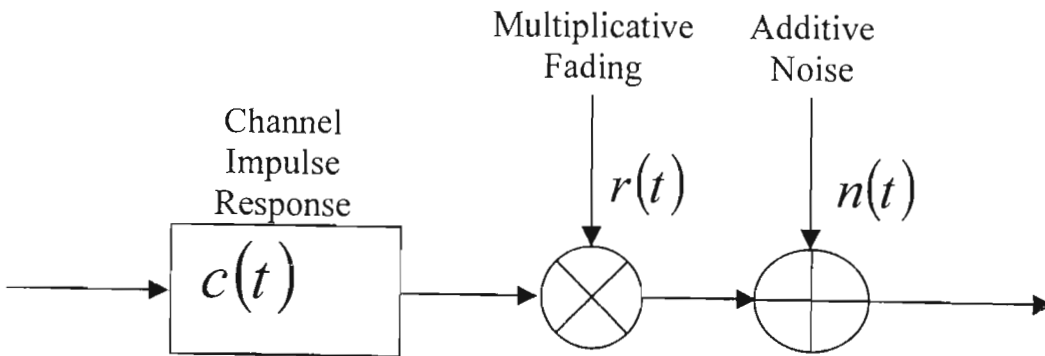 Multiplicative
Fading
Additive
Noise
Channel
Impulse
Response
r(t)
n(t)
c(t)